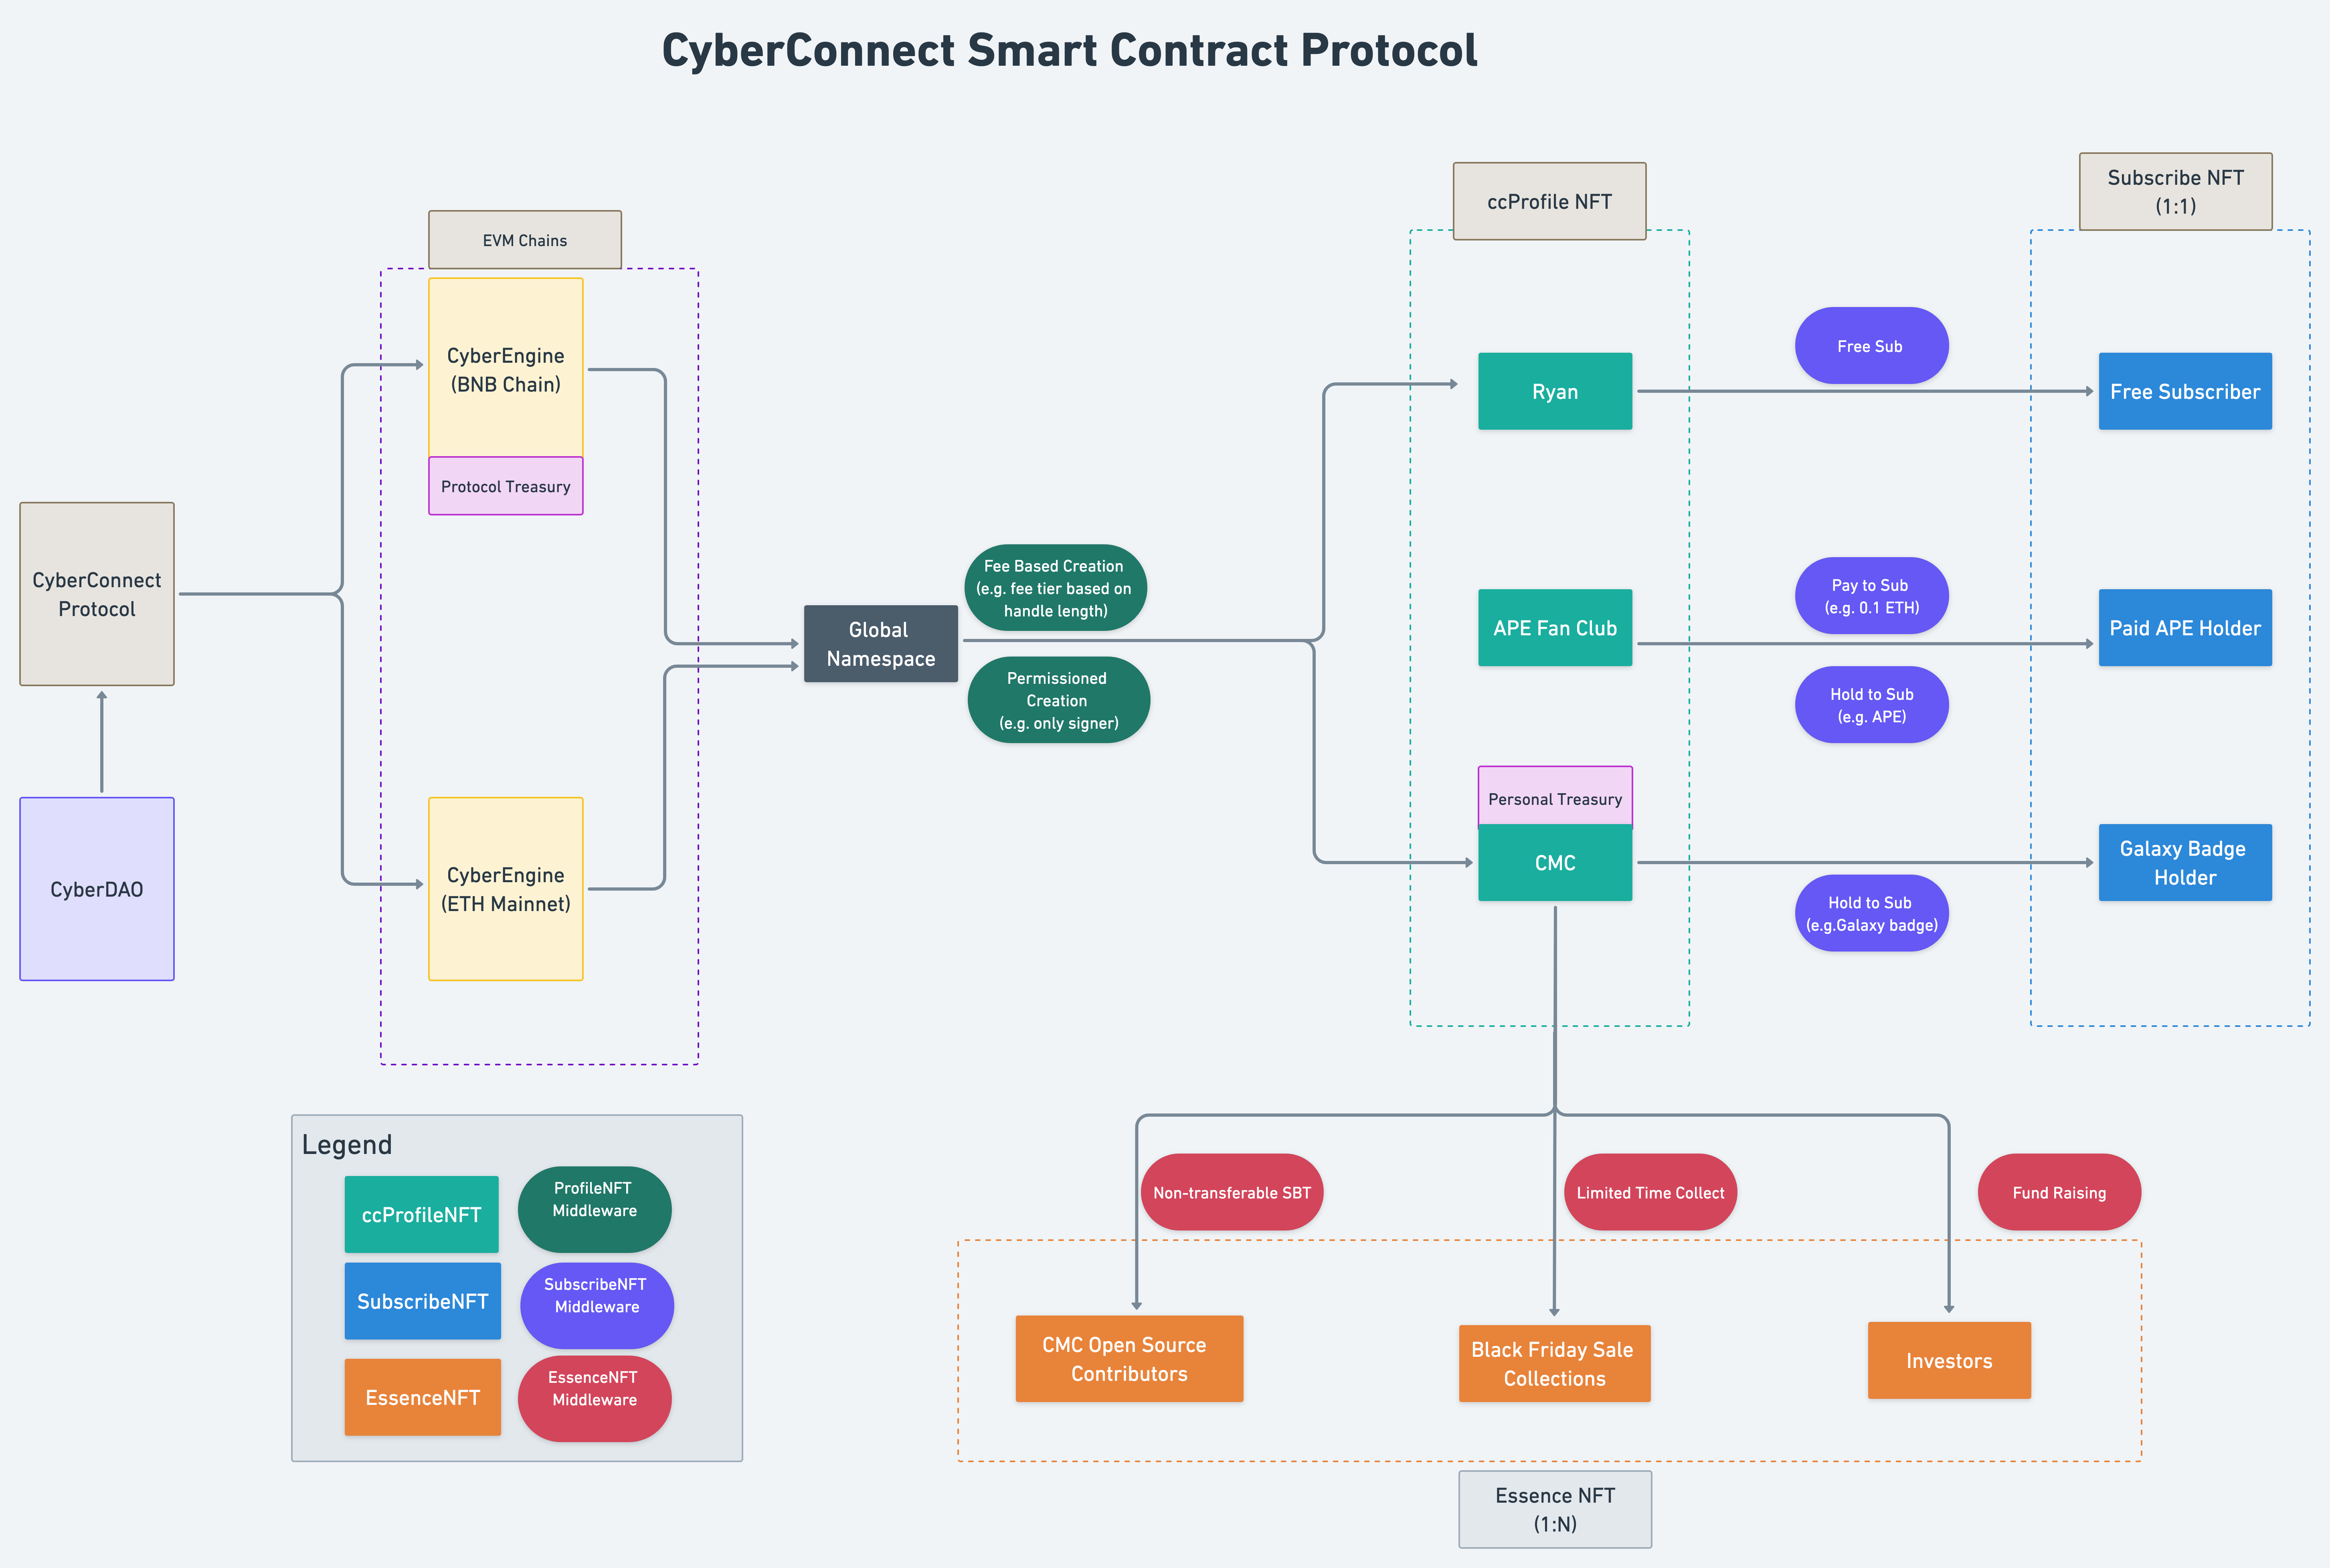 CyberConnect Smart Contract Protocol
EVM Chains
CyberEngine
(BNB Chain)
Protocol Treasury
CyberConnect
Protocol
CyberDAO
CyberEngine
(ETH Mainnet)
Global
Namespace
Fee Based Creation
(e.g. fee tier based on
handle length)
Permissioned
Creation
(e.g. only signer)
ccProfile NFT
Ryan
APE Fan Club
Personal Treasury
CMC
Free Sub
Pay to Sub
(e.g. 0.1 ETH)
Hold to Sub
(e.g. APE)
Hold to Sub
(e.g.Galaxy badge)
Subscribe NFT
(1:1)
Free Subscriber
Paid APE Holder
Galaxy Badge
Holder
Legend
ccProfileNFT
ProfileNFT
Middleware
SubscribeNFT
SubscribeNFT
Middleware
EssenceNFT
EssenceNFT
Middleware
Non-transferable SBT
Limited Time Collect
Fund Raising
CMC Open Source
Contributors
Black Friday Sale
Collections
Investors
Essence NFT
(1:N)